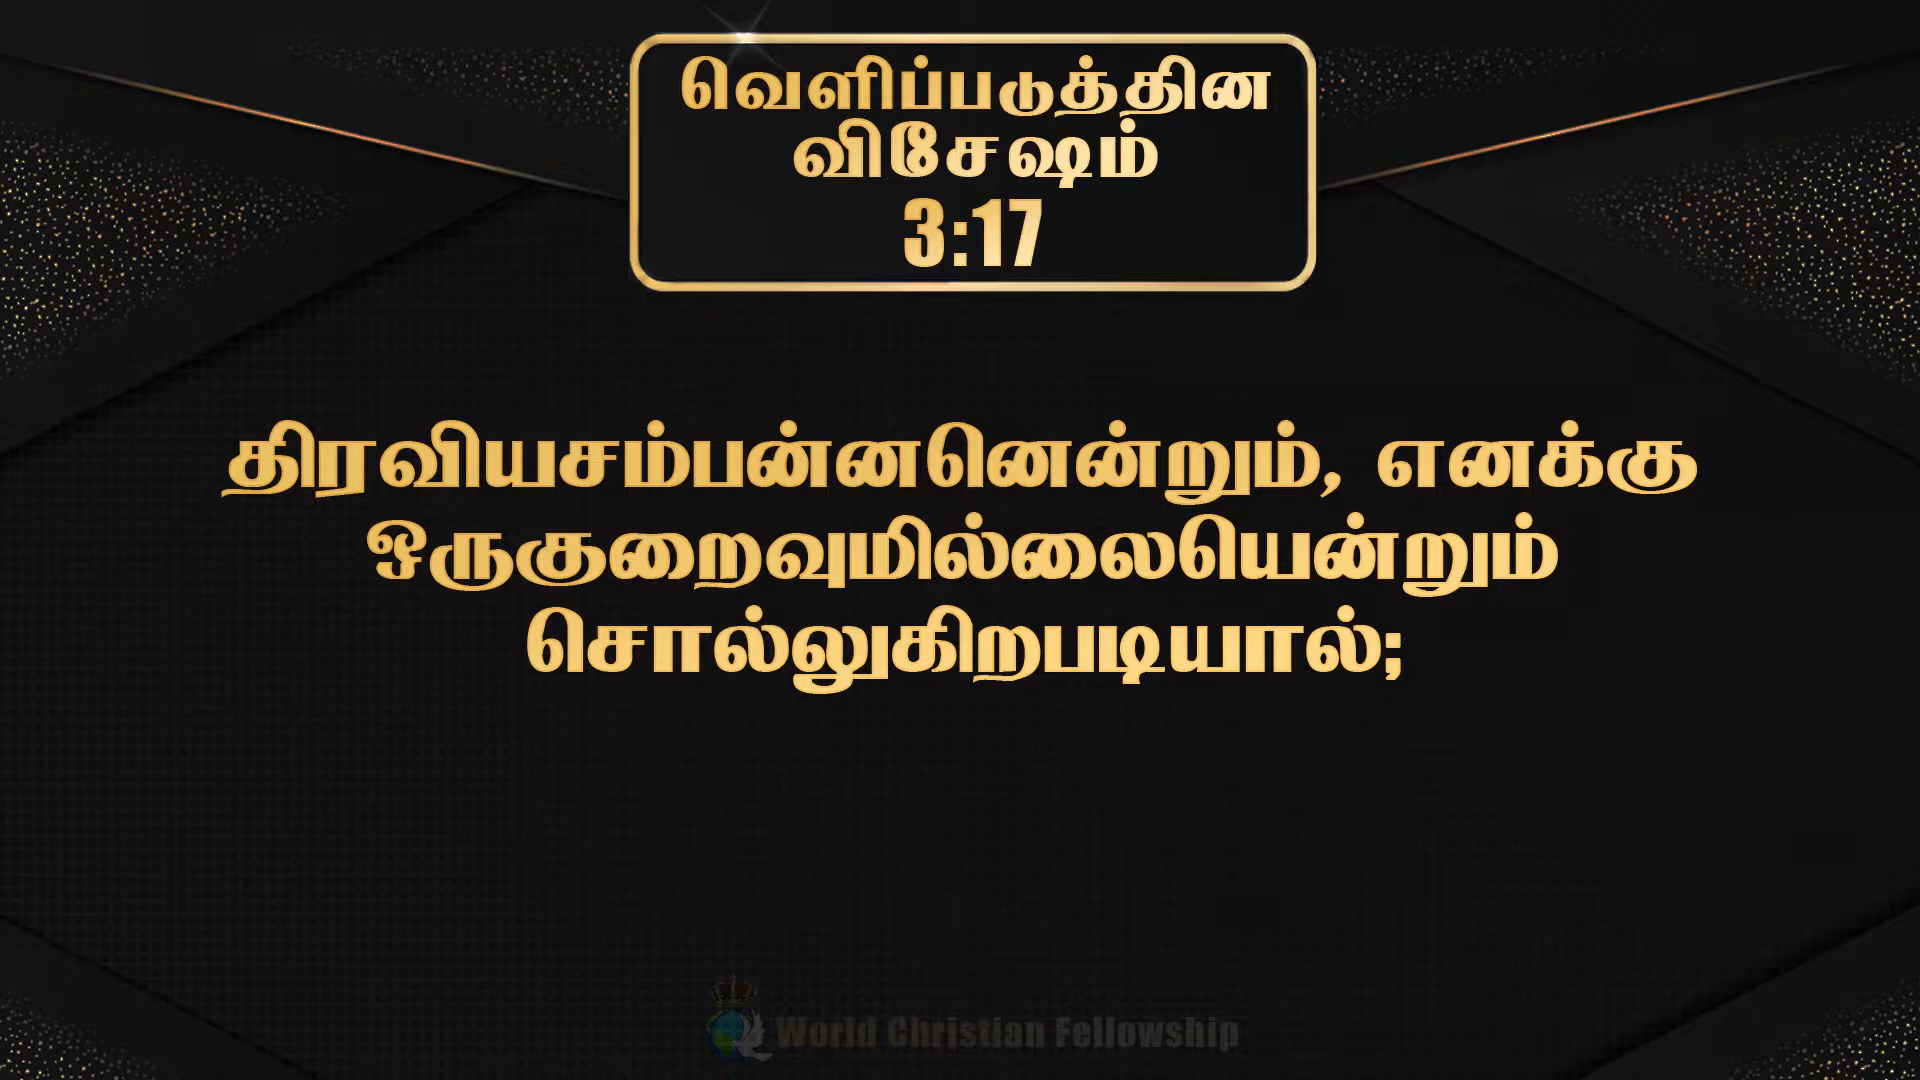 வெளிப்படுத்தின
விசேஷம்
3:17
திரவியசம்பன்னனென்றும், எனக்கு
ஒருகுறைவுமில்லையென்றும்
சொல்லுகிறபடியால்;
World Christian Fellowship